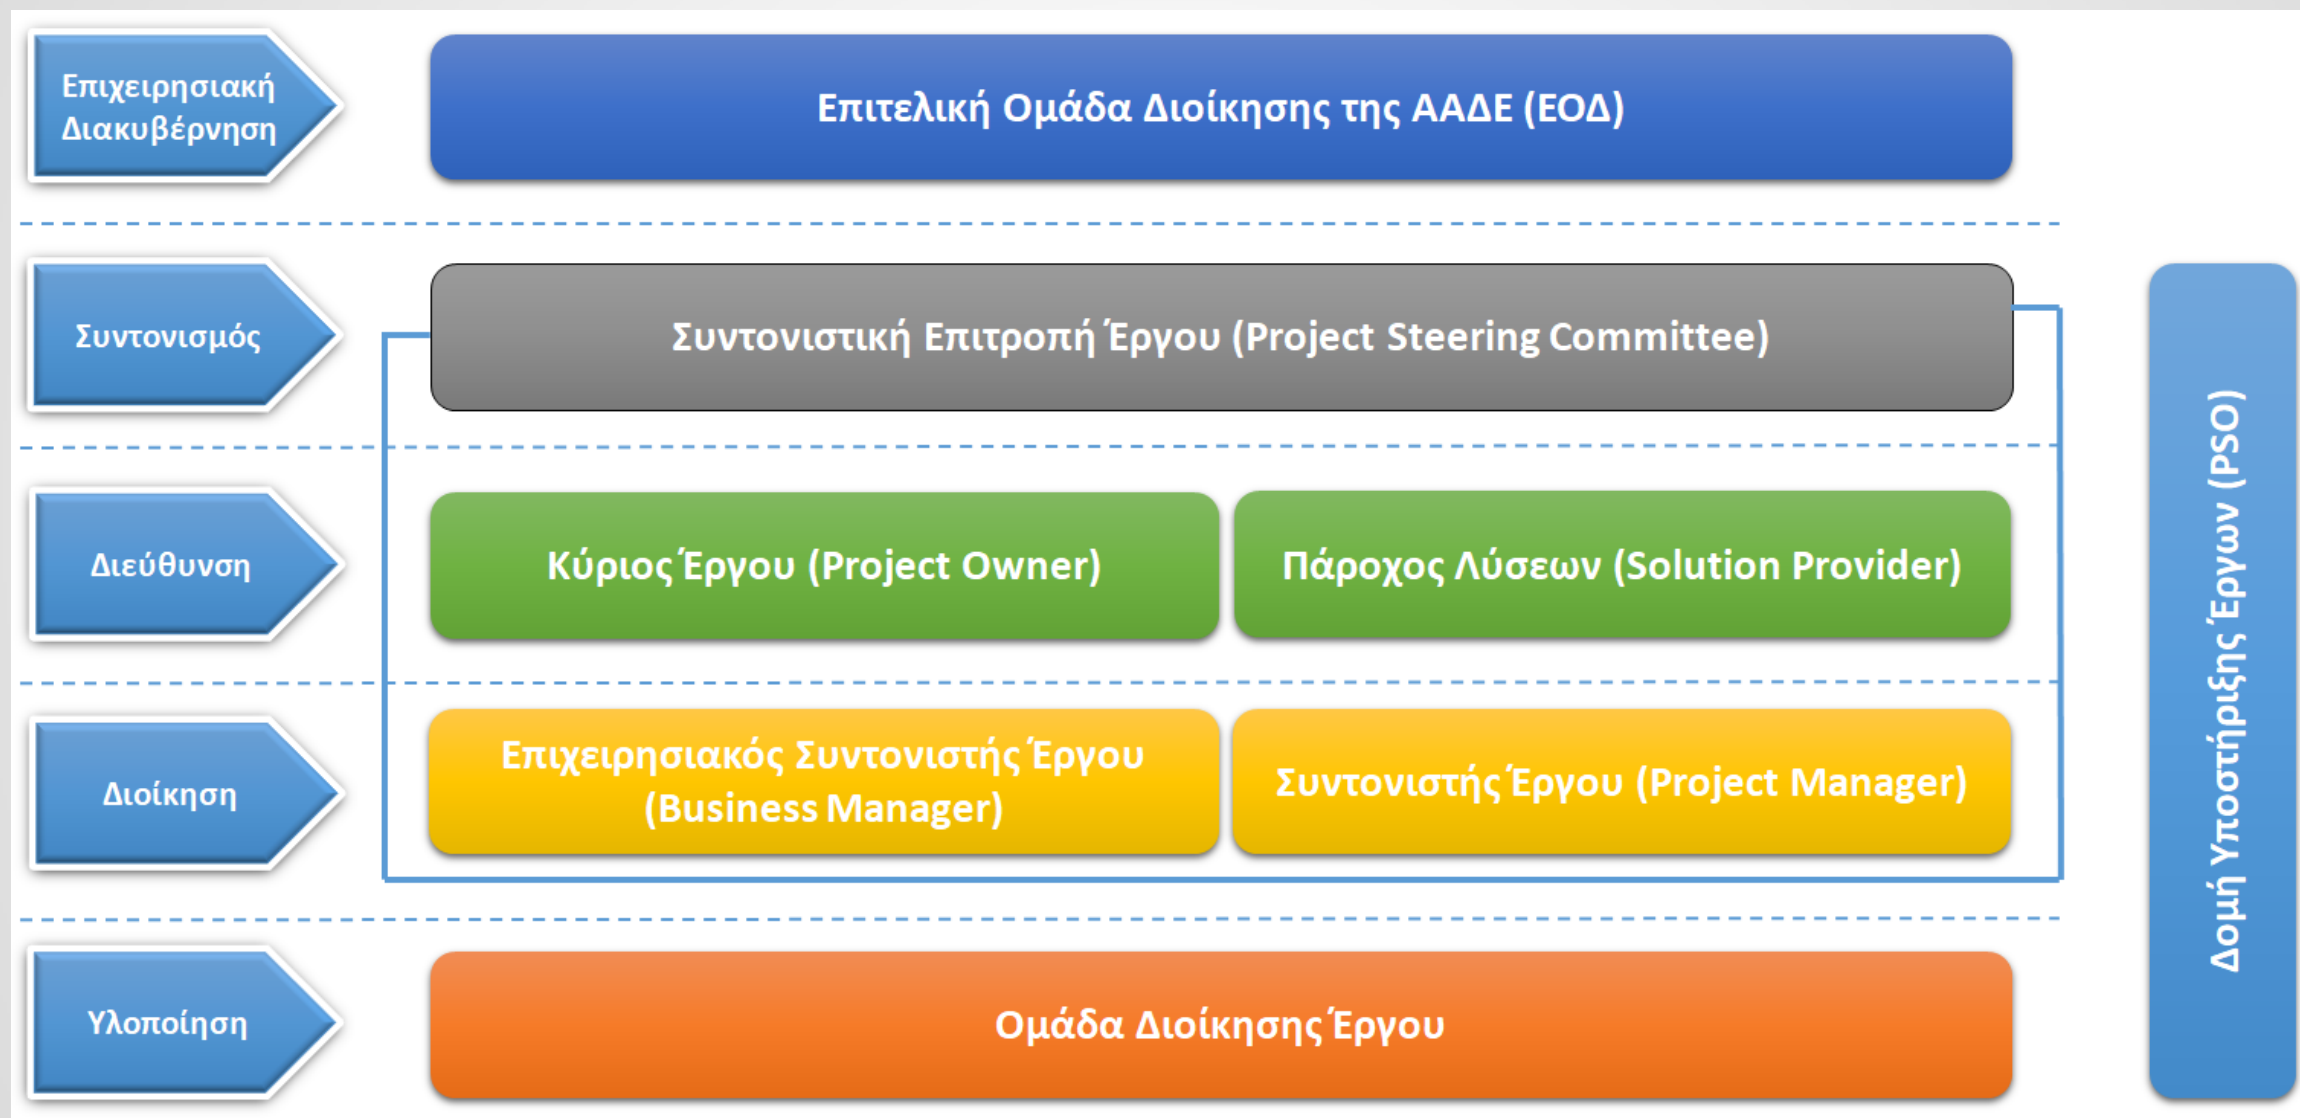 Επιχειρησιακή
Διακυβέρνηση
Επιτελική Ομάδα Διοίκησης της ΑΑΔΕ (ΕΟΔ)
Συντονισμός
Συντονιστική Επιτροπή Έργου (Project Steering Committee)
Διεύθυνση
Κύριος Έργου (Project Owner)
Πάροχος Λύσεων (Solution Provider)
Διοίκηση
Επιχειρησιακός Συντονιστής Έργου
(Business Manager)
Συντονιστής Έργου (Project Manager)
Υλοποίηση
Ομάδα Διοίκησης Έργου
Δομή Υποστήριξης Έργων (PSO)